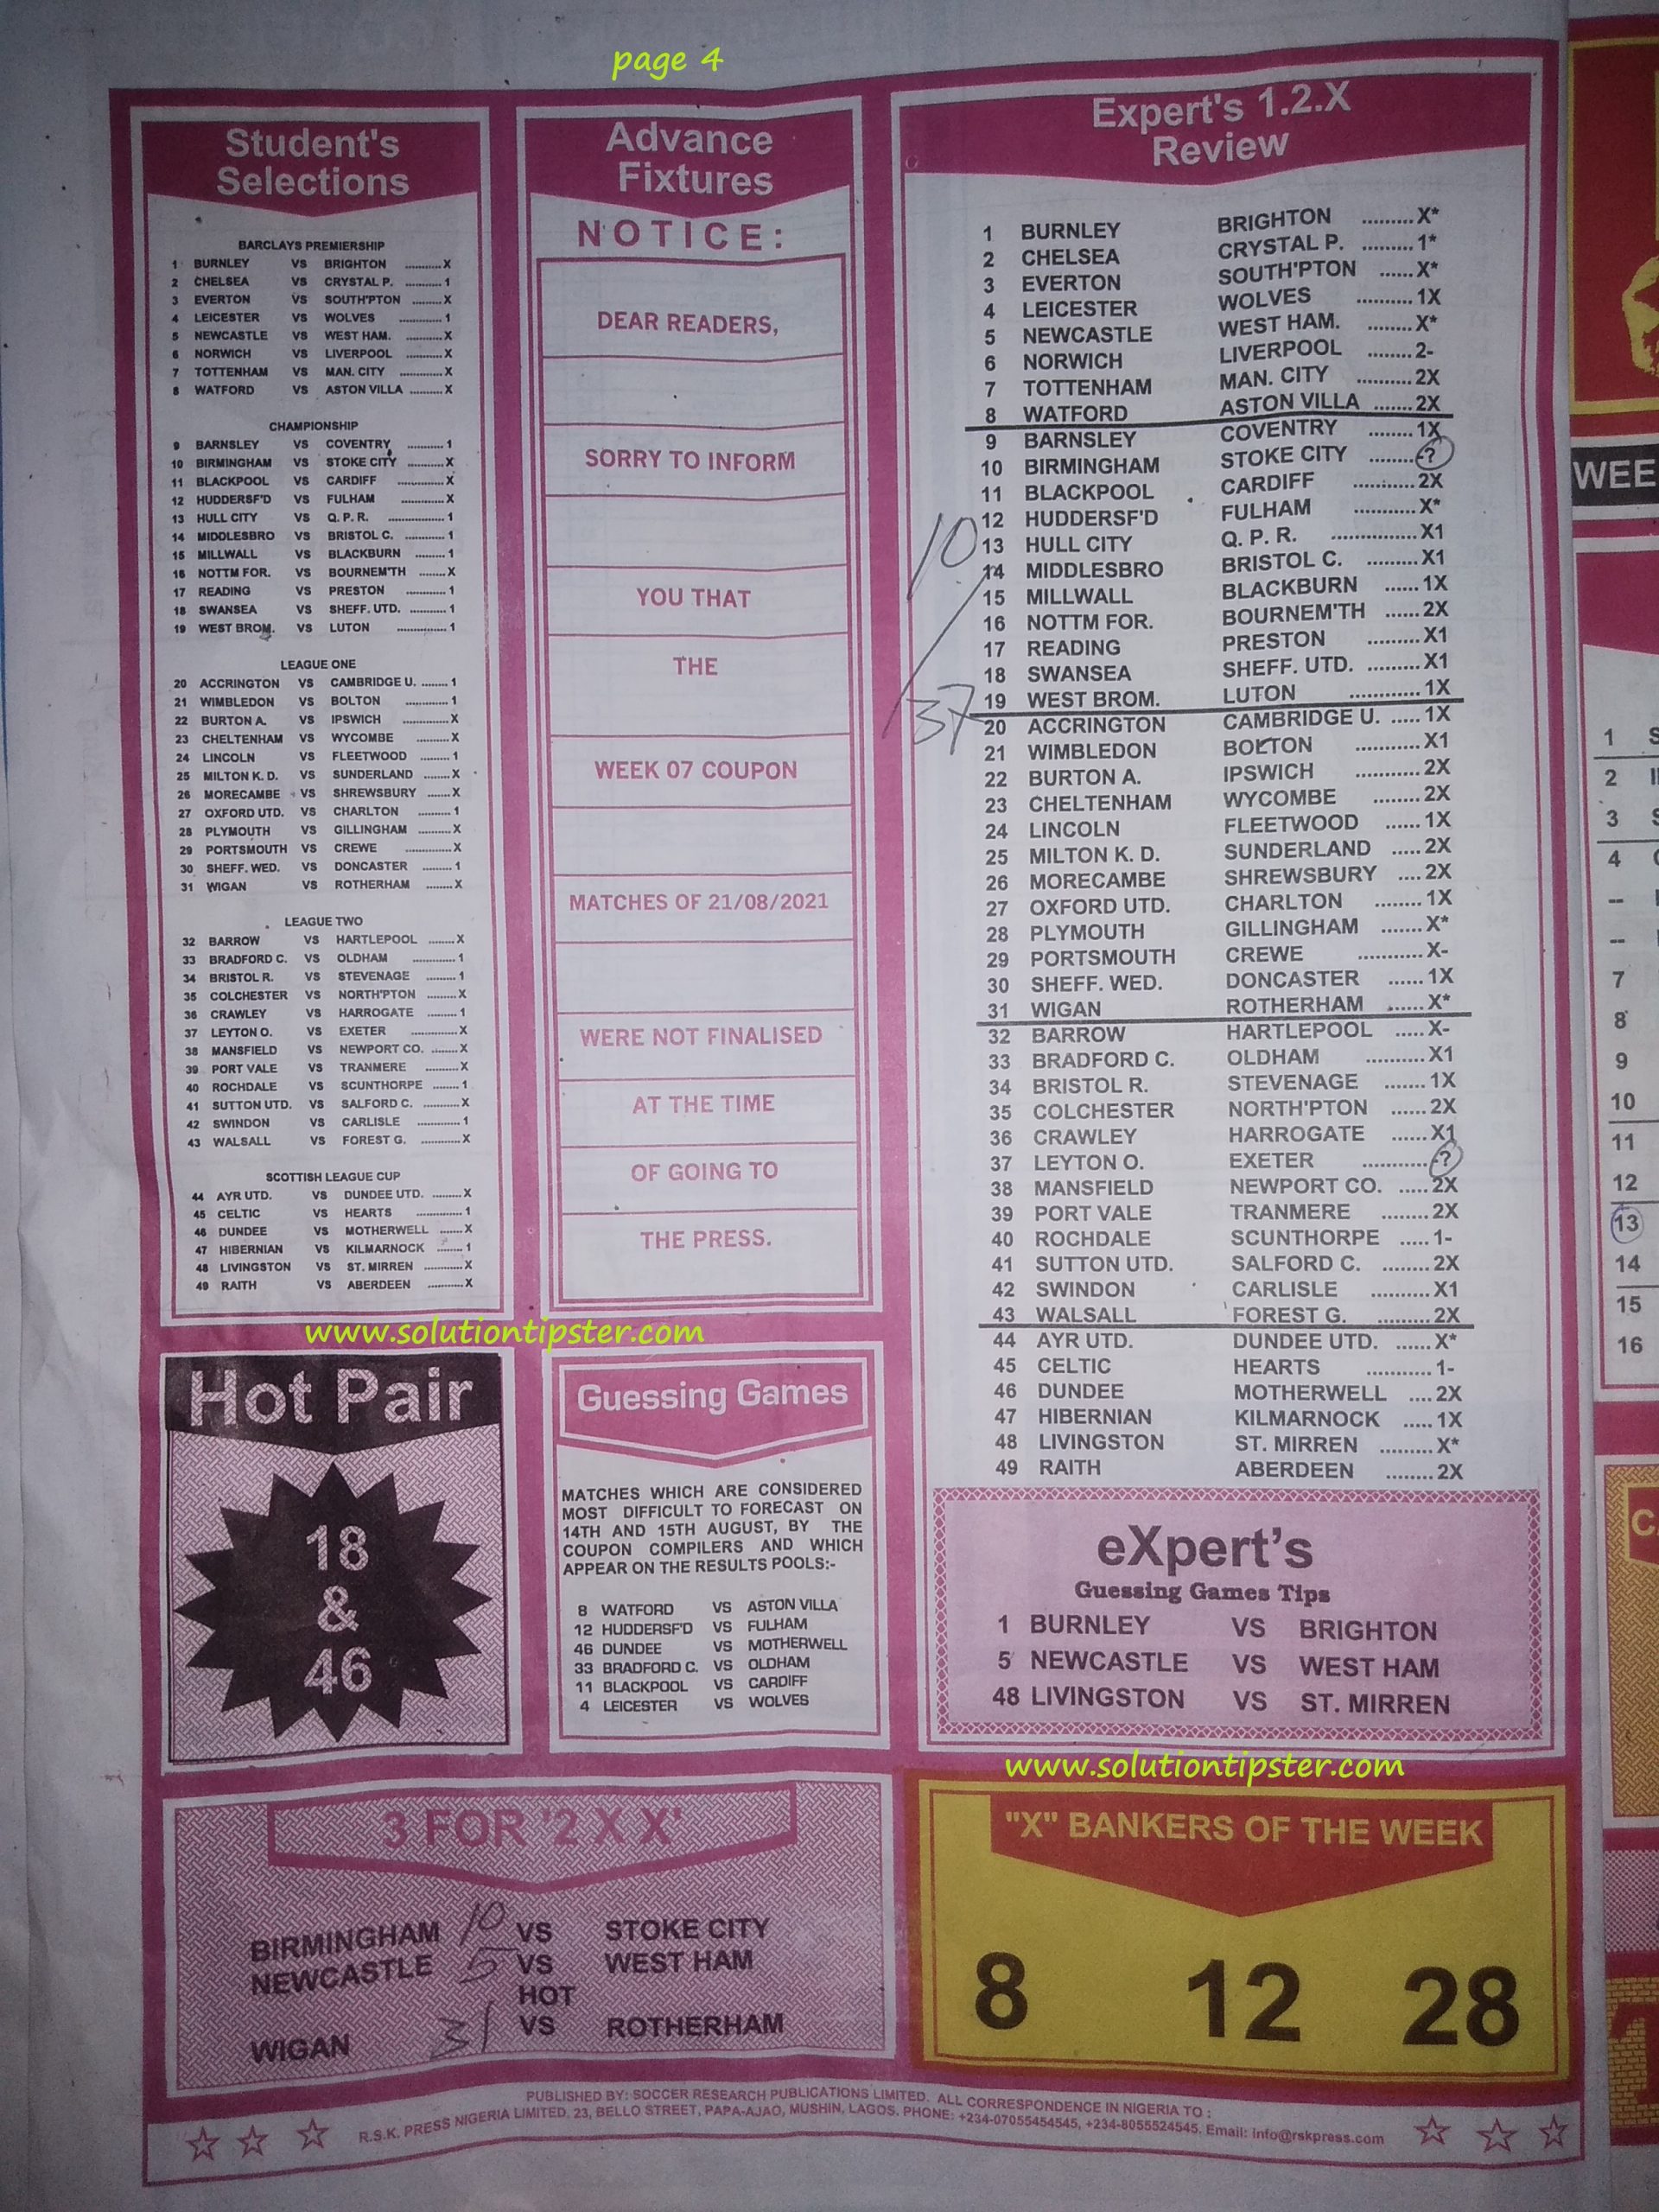 page 4
Student's
Selections
BARCLAYS PREMIERSHIP
1 BURNLEY VS BRIGHTON ...........X
2 CHELSEA VS CRYSTAL P. ...........1
3 EVERTON VS SOUTH'PTON .........X
4 LEICESTER VS WOLVES .............1
5 NEWCASTLE VS WEST HAM. ..........X
6 NORWICH VS LIVERPOOL ..........X
7 TOTTENHAM VS MAN. CITY ...........X
8 WATFORD VS ASTON VILLA ..........X
CHAMPIONSHIP
9 BARNSLEY VS COVENTRY ...........1
10 BIRMINGHAM VS STOKE CITY ...........X
11 BLACKPOOL VS CARDIFF .............X
12 HUDDERSF'D VS FULHAM .............X
13 HULL CITY VS Q. P. R. .................1
14 MIDDLESBRO VS BRISTOL C. ............1
15 MILLWALL VS BLACKBURN .........1
16 NOTTM FOR. VS BOURNEM'TH ........X
17 READING VS PRESTON ............1
18 SWANSEA VS SHEFF. UTD. ...........1
19 WEST BROM. VS LUTON ...............1
LEAGUE ONE
20 ACCRINGTON VS CAMBRIDGE U. ........1
21 WIMBLEDON VS BOLTON .............1
22 BURTON A. VS IPSWICH ..............X
23 CHELTENHAM VS WYCOMBE ..........X
24 LINCOLN VS FLEETWOOD .........1
25 MILTON K. D. VS SUNDERLAND ........X
26 MORECAMBE VS SHREWSBURY .......X
27 OXFORD UTD. VS CHARLTON ...........1
28 PLYMOUTH VS GILLINGHAM ..........X
29 PORTSMOUTH VS CREWE ..............X
30 SHEFF. WED. VS DONCASTER .........1
31 WIGAN VS ROTHERHAM ........X
LEAGUE TWO
32 BARROW VS HARTLEPOOL ........X
33 BRADFORD C. VS OLDHAM .............1
34 BRISTOL R. VS STEVENAGE .........1
35 COLCHESTER VS NORTH'PTON .........X
36 CRAWLEY VS HARROGATE .........1
37 LEYTON O. VS EXETER ..............X
38 MANSFIELD VS NEWPORT CO. ........X
39 PORT VALE VS TRANMERE ...........X
40 ROCHDALE VS SCUNTHORPE ........1
41 SUTTON UTD. VS SALFORD C. ...........X
42 SWINDON VS CARLISLE ............1
43 WALSALL VS FOREST G. ............X
SCOTTISH LEAGUE CUP
44 AYR UTD. VS DUNDEE UTD. .........X
45 CELTIC VS HEARTS ..............1
46 DUNDEE VS MOTHERWELL .......X
47 HIBERNIAN VS KILMARNOCK ........1
48 LIVINGSTON VS ST. MIRREN ............X
49 RAITH VS ABERDEEN ...........X
Advance
Fixtures
NOTICE:
DEAR READERS,
SORRY TO INFORM
YOU THAT
THE
WEEK 07 COUPON
MATCHES OF 21/08/2021
WERE NOT FINALISED
AT THE TIME
OF GOING TO
THE PRESS.
Expert's 1.2.X
Review
1 BURNLEY BRIGHTON .........X*
2 CHELSEA CRYSTAL P. .........1*
3 EVERTON SOUTH'PTON ......X*
4 LEICESTER WOLVES ..........1X
5 NEWCASTLE WEST HAM. ........X*
6 NORWICH LIVERPOOL ........2-
7 TOTTENHAM MAN. CITY ..........2X
8 WATFORD ASTON VILLA .......2X
9 BARNSLEY COVENTRY ........1X
10 BIRMINGHAM STOKE CITY ........-?
11 BLACKPOOL CARDIFF ...........2X
12 HUDDERSF'D FULHAM ...........X*
10
13 HULL CITY Q. P. R. ...............X1
14 MIDDLESBRO BRISTOL C. .........X1
15 MILLWALL BLACKBURN ......1X
16 NOTTM FOR. BOURNEM'TH ......2X
17 READING PRESTON .........X1
18 SWANSEA SHEFF. UTD. .........X1
19 WEST BROM. LUTON ............1X
37
20 ACCRINGTON CAMBRIDGE U. .....1X
21 WIMBLEDON BOLTON ...........X1
22 BURTON A. IPSWICH ...........2X
23 CHELTENHAM WYCOMBE ........2X
24 LINCOLN FLEETWOOD ......1X
25 MILTON K. D. SUNDERLAND .....2X
26 MORECAMBE SHREWSBURY ....2X
27 OXFORD UTD. CHARLTON ........1X
28 PLYMOUTH GILLINGHAM .......X*
29 PORTSMOUTH CREWE ............X-
30 SHEFF. WED. DONCASTER ......1X
31 WIGAN ROTHERHAM ......X*
32 BARROW HARTLEPOOL .....X-
33 BRADFORD C. OLDHAM ..........X1
34 BRISTOL R. STEVENAGE .......1X
35 COLCHESTER NORTH'PTON ......2X
36 CRAWLEY HARROGATE ......X1
37 LEYTON O. EXETER ...........-?
38 MANSFIELD NEWPORT CO. .....2X
39 PORT VALE TRANMERE ........2X
40 ROCHDALE SCUNTHORPE .....1-
41 SUTTON UTD. SALFORD C. ........2X
42 SWINDON CARLISLE ..........X1
43 WALSALL FOREST G. .........2X
44 AYR UTD. DUNDEE UTD. ......X*
45 CELTIC HEARTS ...........1-
46 DUNDEE MOTHERWELL ....2X
47 HIBERNIAN KILMARNOCK .....1X
48 LIVINGSTON ST. MIRREN .........X*
49 RAITH ABERDEEN ........2X
www.solutiontipster.com
Hot Pair
18
&
46
Guessing Games
MATCHES WHICH ARE CONSIDERED
MOST DIFFICULT TO FORECAST ON
14TH AND 15TH AUGUST, BY THE
COUPON COMPILERS AND WHICH
APPEAR ON THE RESULTS POOLS:-
8 WATFORD VS ASTON VILLA
12 HUDDERSF'D VS FULHAM
46 DUNDEE VS MOTHERWELL
33 BRADFORD C. VS OLDHAM
11 BLACKPOOL VS CARDIFF
4 LEICESTER VS WOLVES
eXpert's
Guessing Games Tips
1 BURNLEY VS BRIGHTON
5 NEWCASTLE VS WEST HAM
48 LIVINGSTON VS ST. MIRREN
www.solutiontipster.com
3 FOR '2 X X'
BIRMINGHAM 10 VS STOKE CITY
NEWCASTLE 5 VS WEST HAM
HOT
WIGAN 31 VS ROTHERHAM
"X" BANKERS OF THE WEEK
8 12 28
PUBLISHED BY: SOCCER RESEARCH PUBLICATIONS LIMITED. ALL CORRESPONDENCE IN NIGERIA TO :
R.S.K. PRESS NIGERIA LIMITED. 23, BELLO STREET, PAPA-AJAO, MUSHIN, LAGOS. PHONE: +234-07055454545, +234-8055524545. Email: info@rskpress.com
WEE
1 S
2
3 S
4
--
--
7
8
9
10
11
12
13
14
15
16